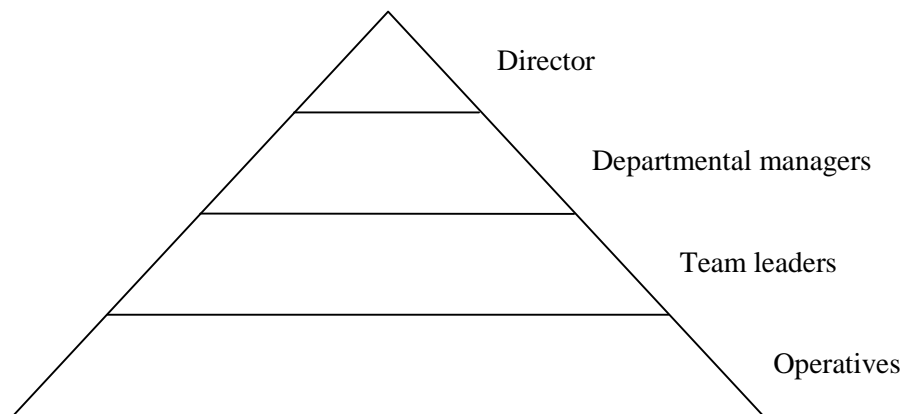 Director
Departmental managers
Team leaders
Operatives